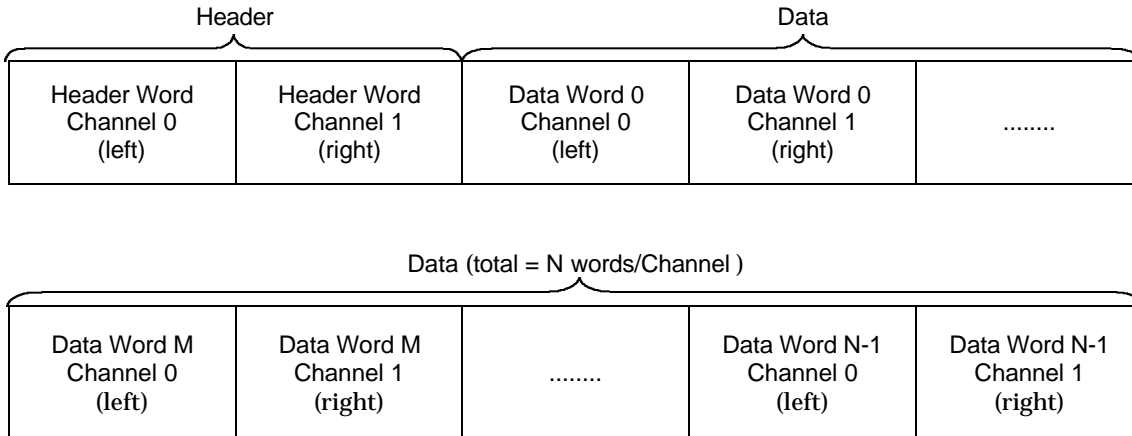 Header
Data
Header Word
Channel 0
(left)
Header Word
Channel 1
(right)
Data Word 0
Channel 0
(left)
Data Word 0
Channel 1
(right)
........
Data (total = N words/Channel )
Data Word M
Channel 0
(left)
Data Word M
Channel 1
(right)
........
Data Word N-1
Channel 0
(left)
Data Word N-1
Channel 1
(right)